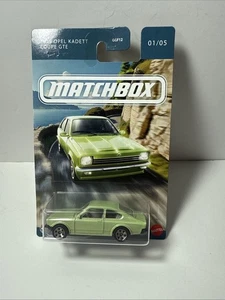 OPEL KADETT
COUPE GTE
01/05
MATCHBOX